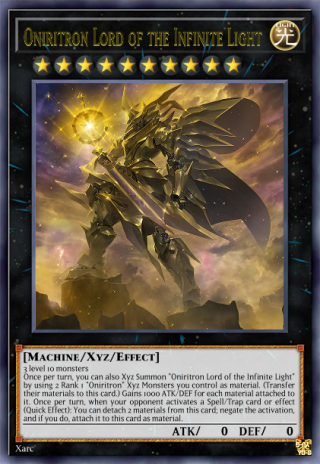 Oniritron Lord of the Infinite Light
LIGHT
光
[Machine/Xyz/Effect]
3 level 10 monsters
Once per turn, you can also Xyz Summon "Oniritron Lord of the Infinite Light"
by using 2 Rank 1 "Oniritron" Xyz Monsters you control as material. (Transfer
their materials to this card.) Gains 1000 ATK/DEF for each material attached
to it. Once per turn, when your opponent activates a Spell/Trap card or effect
(Quick Effect): You can detach 2 materials from this card; negate the activation,
and if you do, attach it to this card as material.
ATK/ 0 DEF/ 0
Xarc